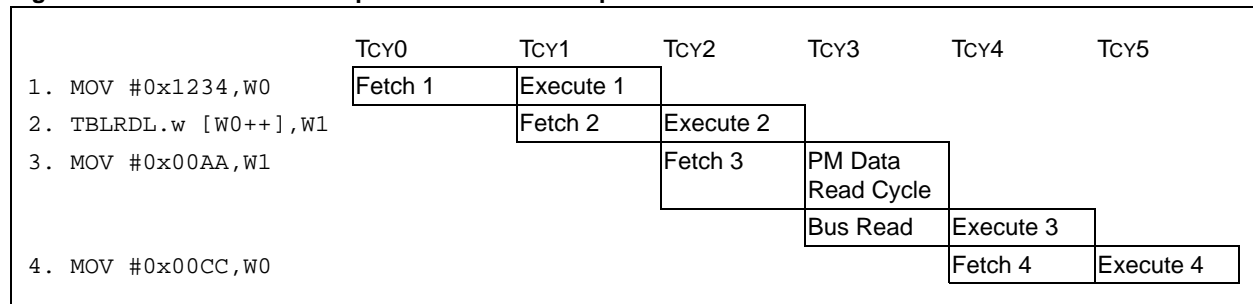 TCY0 TCY1 TCY2 TCY3 TCY4 TCY5
1. MOV #0x1234,W0 Fetch 1 Execute 1
2. TBLRDL.w [W0++],W1 Fetch 2 Execute 2
3. MOV #0x00AA,W1 Fetch 3 PM Data
Read Cycle
Bus Read Execute 3
4. MOV #0x00CC,W0 Fetch 4 Execute 4